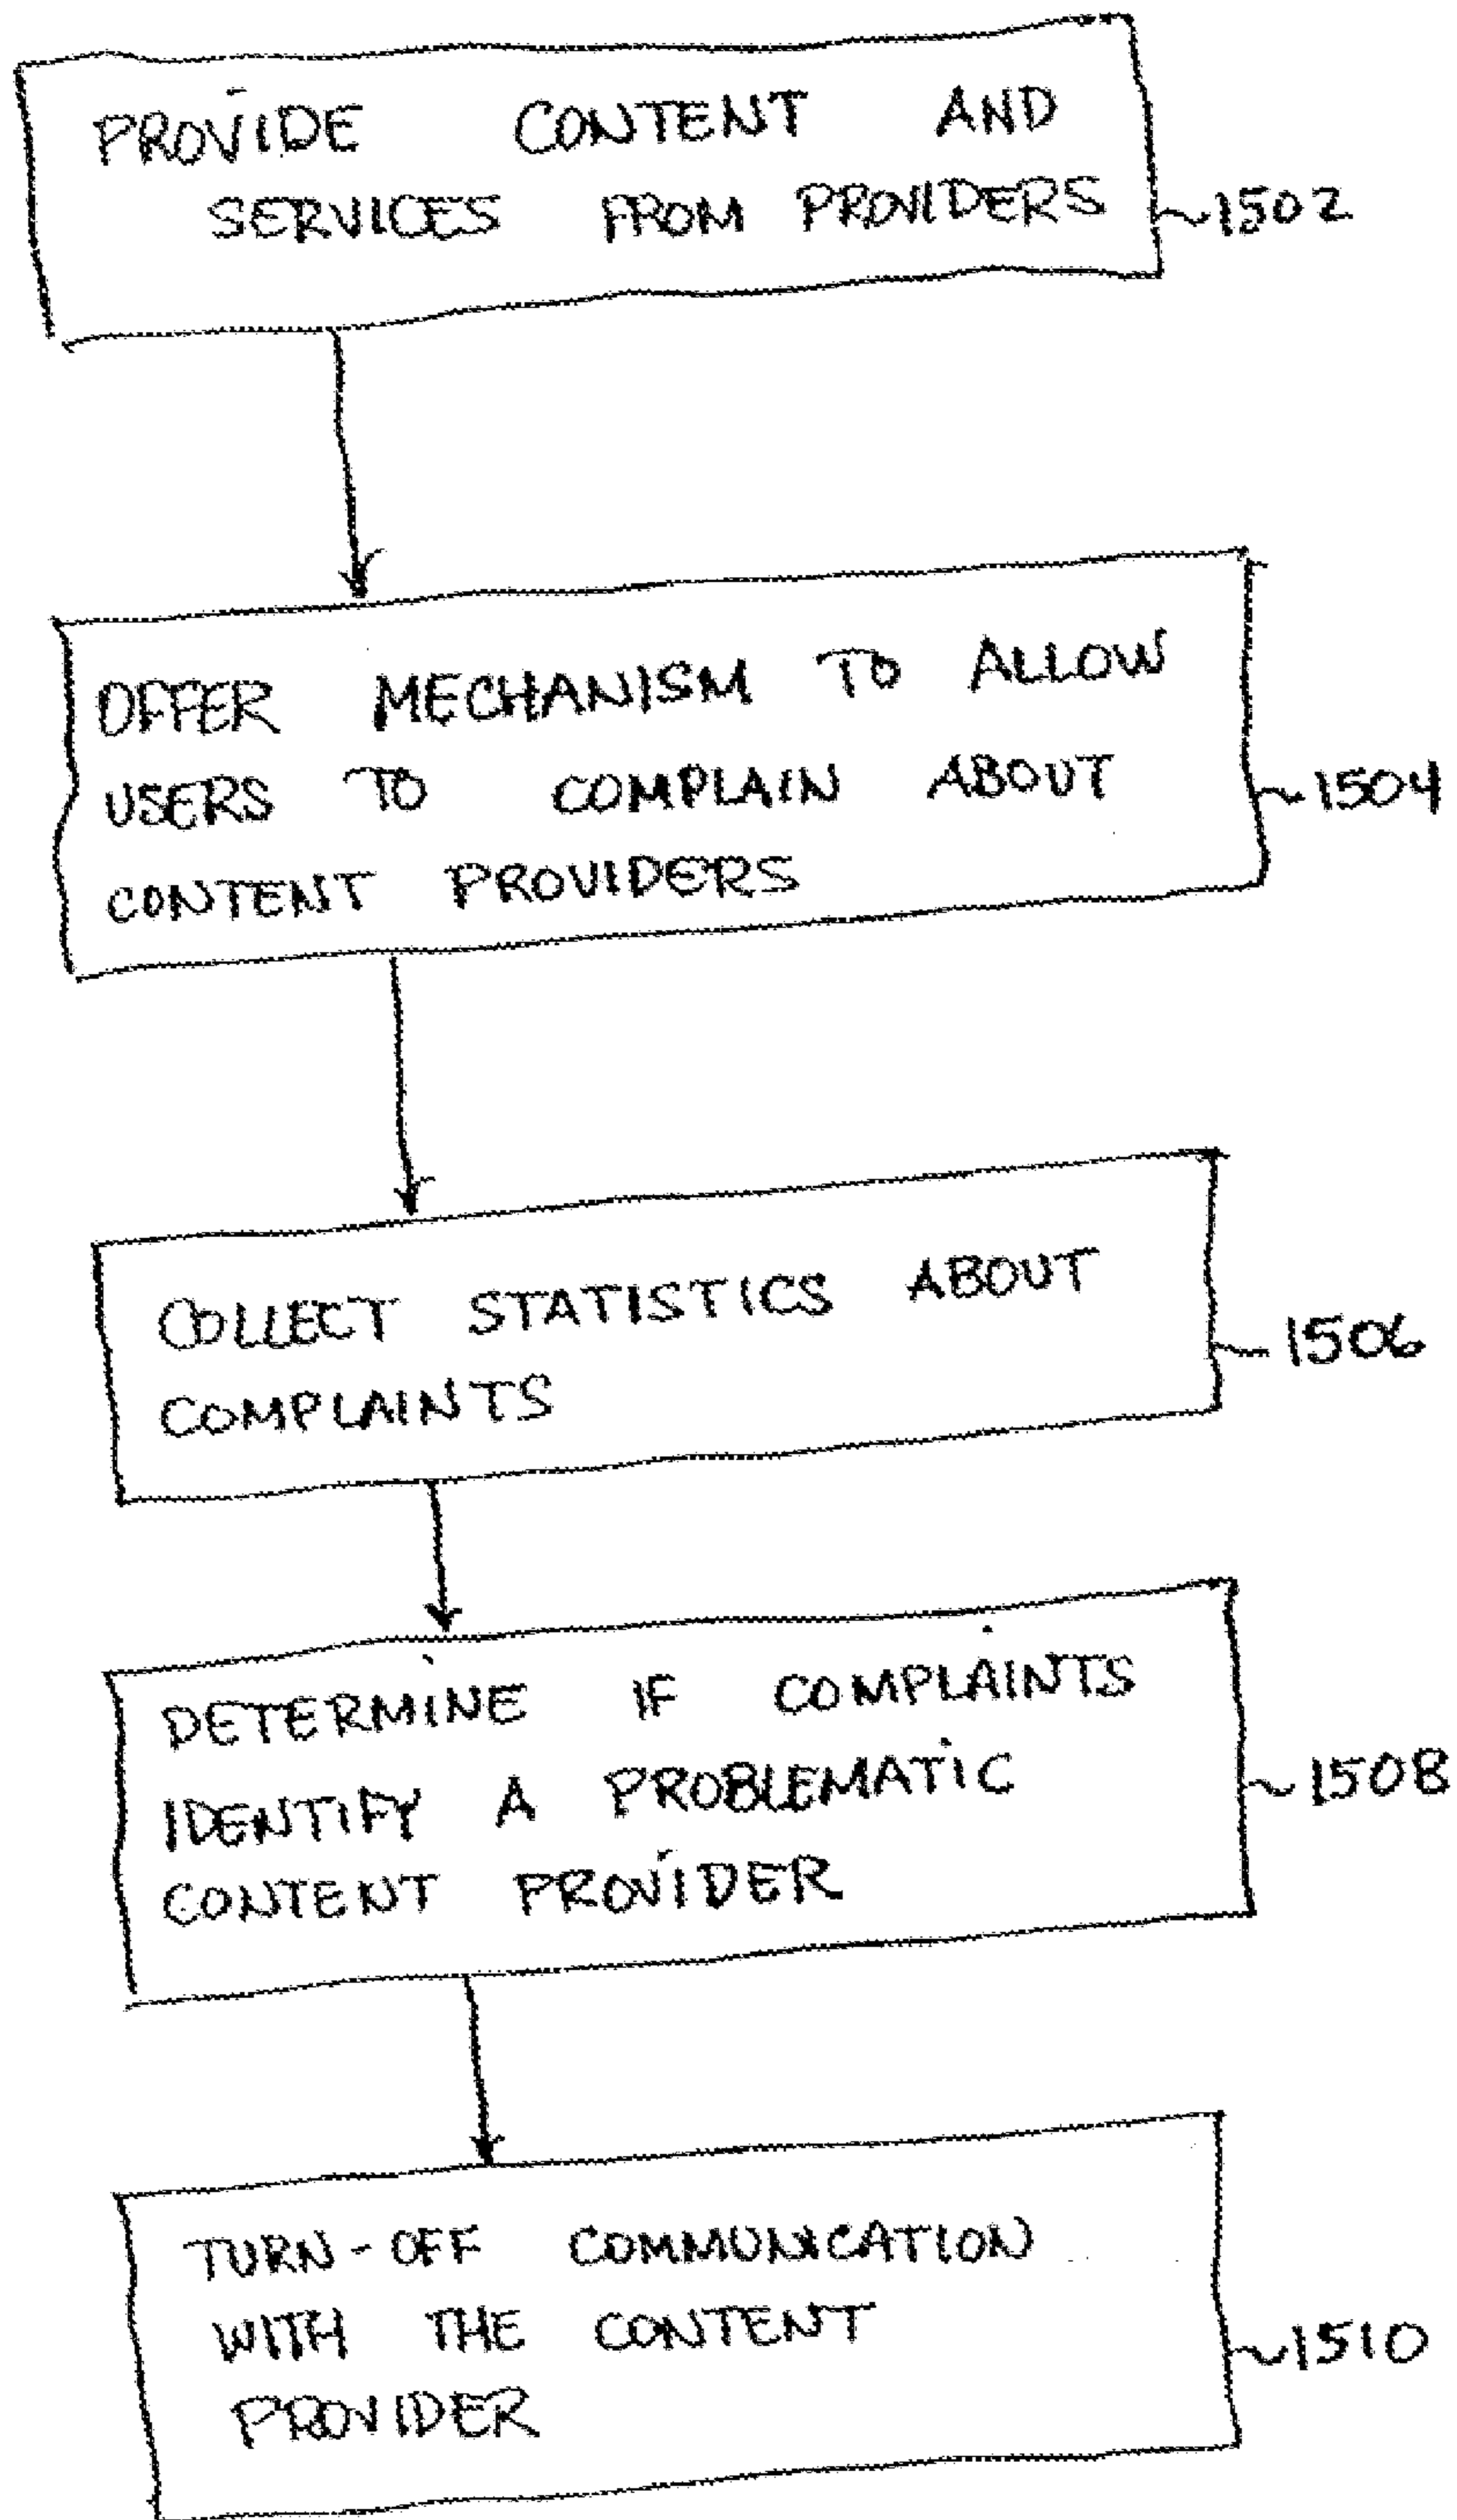 PROVIDE CONTENT AND
SERVICES FROM PROVIDERS
1502
OFFER MECHANISM TO ALLOW
USERS TO COMPLAIN ABOUT
CONTENT PROVIDERS
1504
COLLECT STATISTICS ABOUT
COMPLAINTS
1506
DETERMINE IF COMPLAINTS
IDENTIFY A PROBLEMATIC
CONTENT PROVIDER
1508
TURN-OFF COMMUNICATION
WITH THE CONTENT
PROVIDER
1510